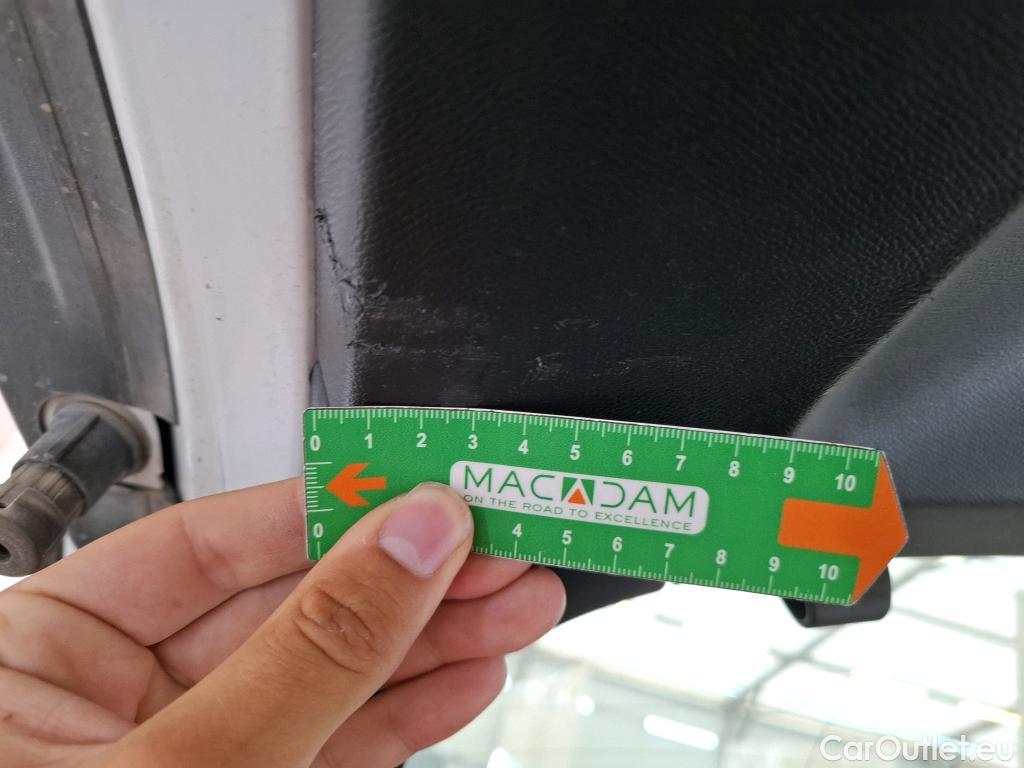 0 1 2 3 4 5 6 7 8 9 10
MACADAM
ON THE ROAD TO EXCELLENCE
0 4 5 6 7 8 9 10
CarOutlet.eu